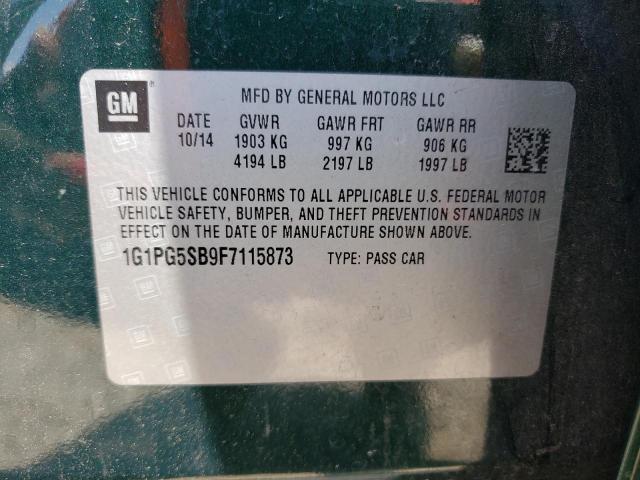 GM
MFD BY GENERAL MOTORS LLC
DATE GVWR GAWR FRT GAWR RR
10/14 1903 KG 997 KG 906 KG
4194 LB 2197 LB 1997 LB
THIS VEHICLE CONFORMS TO ALL APPLICABLE U.S. FEDERAL MOTOR
VEHICLE SAFETY, BUMPER, AND THEFT PREVENTION STANDARDS IN
EFFECT ON THE DATE OF MANUFACTURE SHOWN ABOVE.
1G1PG5SB9F7115873 TYPE: PASS CAR